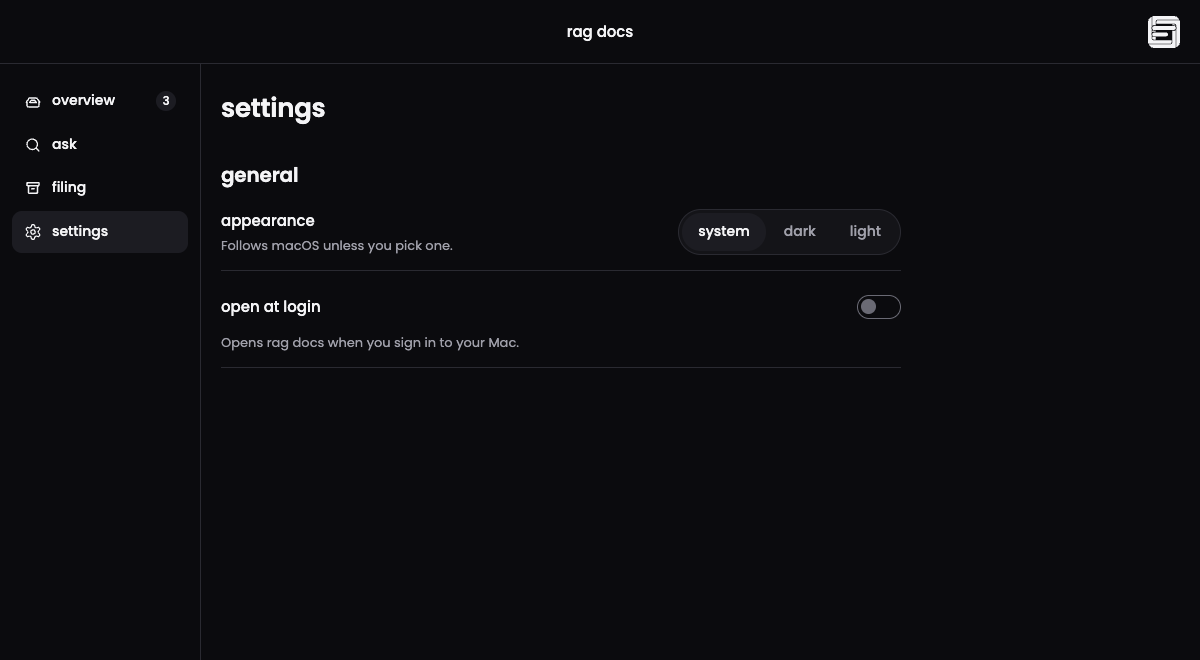 rag docs
overview 3
ask
filing
settings
settings
general
appearance
Follows macOS unless you pick one.
system dark light
open at login
Opens rag docs when you sign in to your Mac.